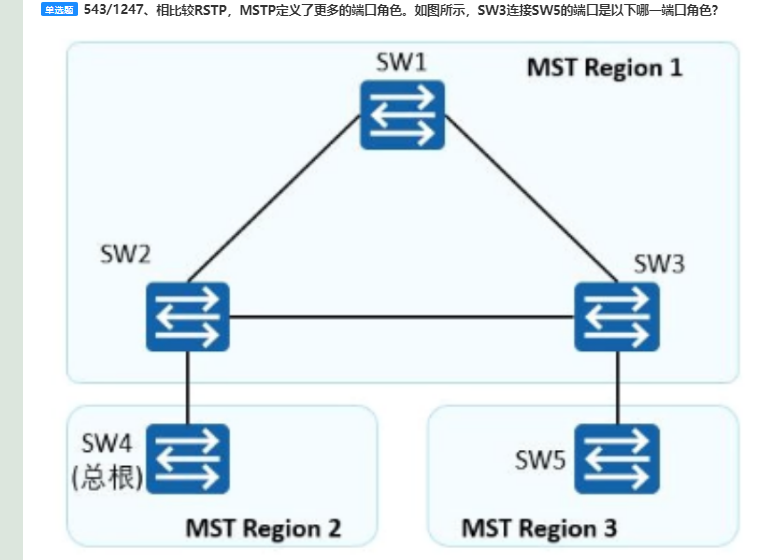 单选题 543/1247、相比较RSTP，MSTP定义了更多的端口角色。如图所示，SW3连接SW5的端口是以下哪一端口角色?
SW1
MST Region 1
SW2
SW3
SW4
(总根)
SW5
MST Region 2
MST Region 3